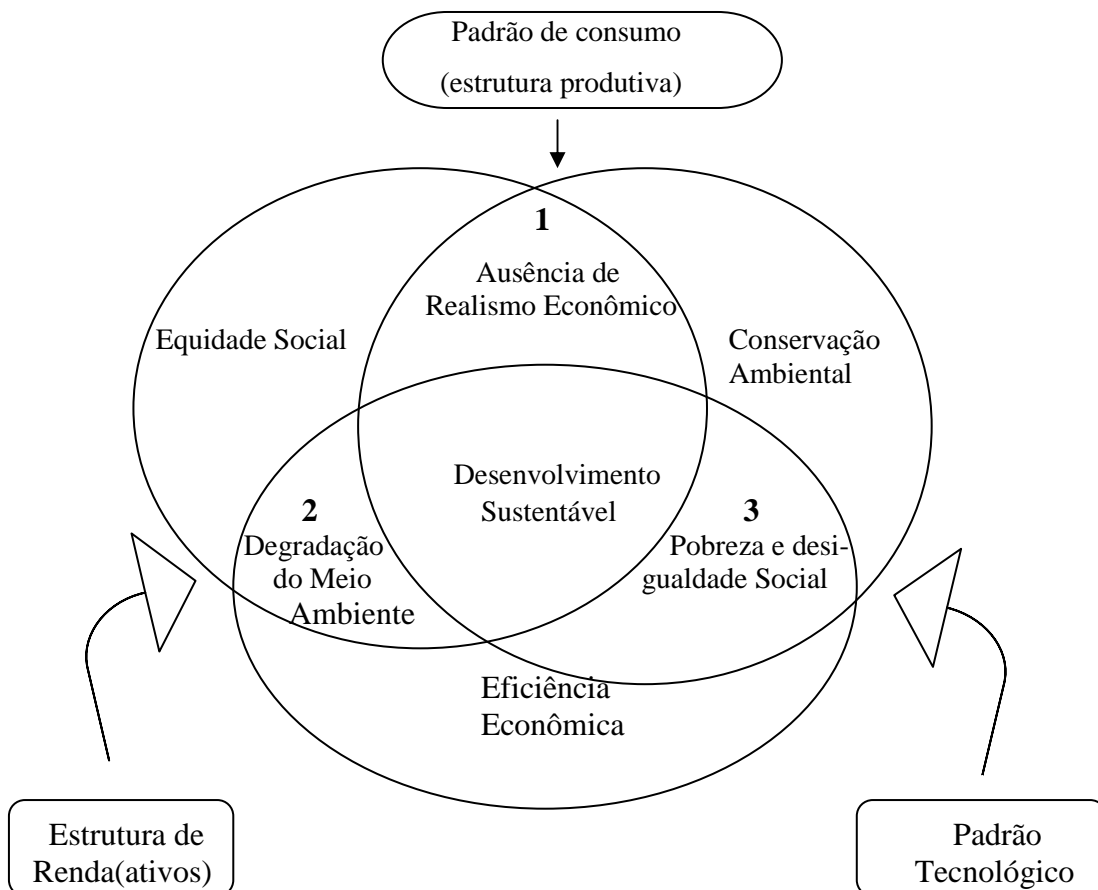 Padrão de consumo
(estrutura produtiva)
1
Ausência de
Realismo Econômico
Equidade Social
Conservação
Ambiental
Desenvolvimento
Sustentável
2
Degradação
do Meio
Ambiente
3
Pobreza e desi-
gualdade Social
Eficiência
Econômica
Estrutura de
Renda(ativos)
Padrão
Tecnológico